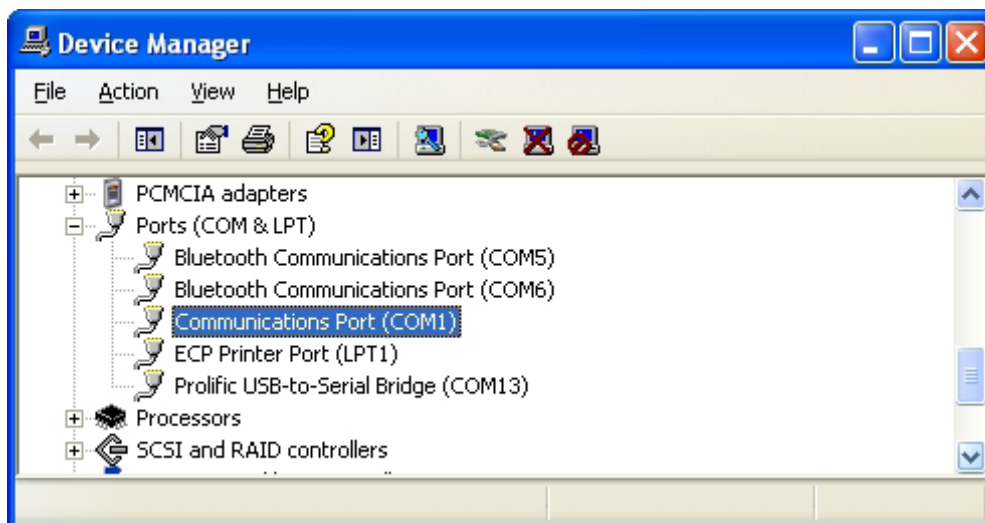 Device Manager
File Action View Help
PCMCIA adapters
Ports (COM & LPT)
Bluetooth Communications Port (COM5)
Bluetooth Communications Port (COM6)
Communications Port (COM1)
ECP Printer Port (LPT1)
Prolific USB-to-Serial Bridge (COM13)
Processors
SCSI and RAID controllers